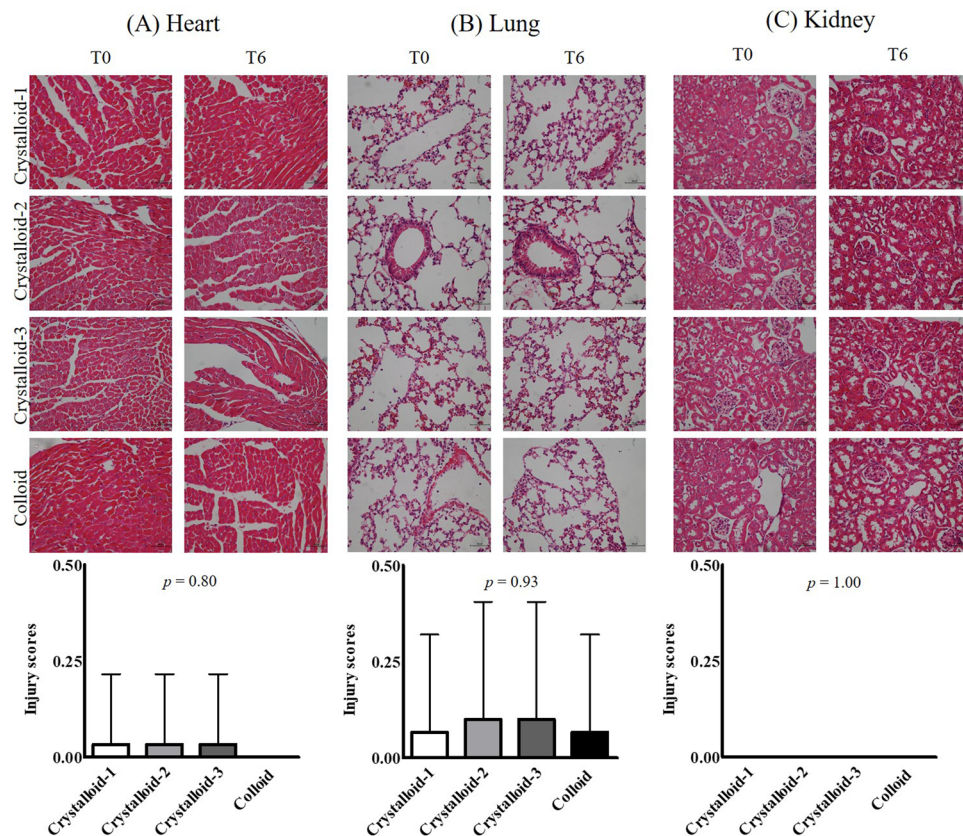 (A) Heart
(B) Lung
(C) Kidney
T0
T6
T0
T6
T0
T6
Crystalloid-1
Crystalloid-2
Crystalloid-3
Colloid
0.50
0.25
0.00
Injury scores
p = 0.80
Crystalloid-1
Crystalloid-2
Crystalloid-3
Colloid
0.50
0.25
0.00
Injury scores
p = 0.93
Crystalloid-1
Crystalloid-2
Crystalloid-3
Colloid
0.50
0.25
0.00
Injury scores
p = 1.00
Crystalloid-1
Crystalloid-2
Crystalloid-3
Colloid